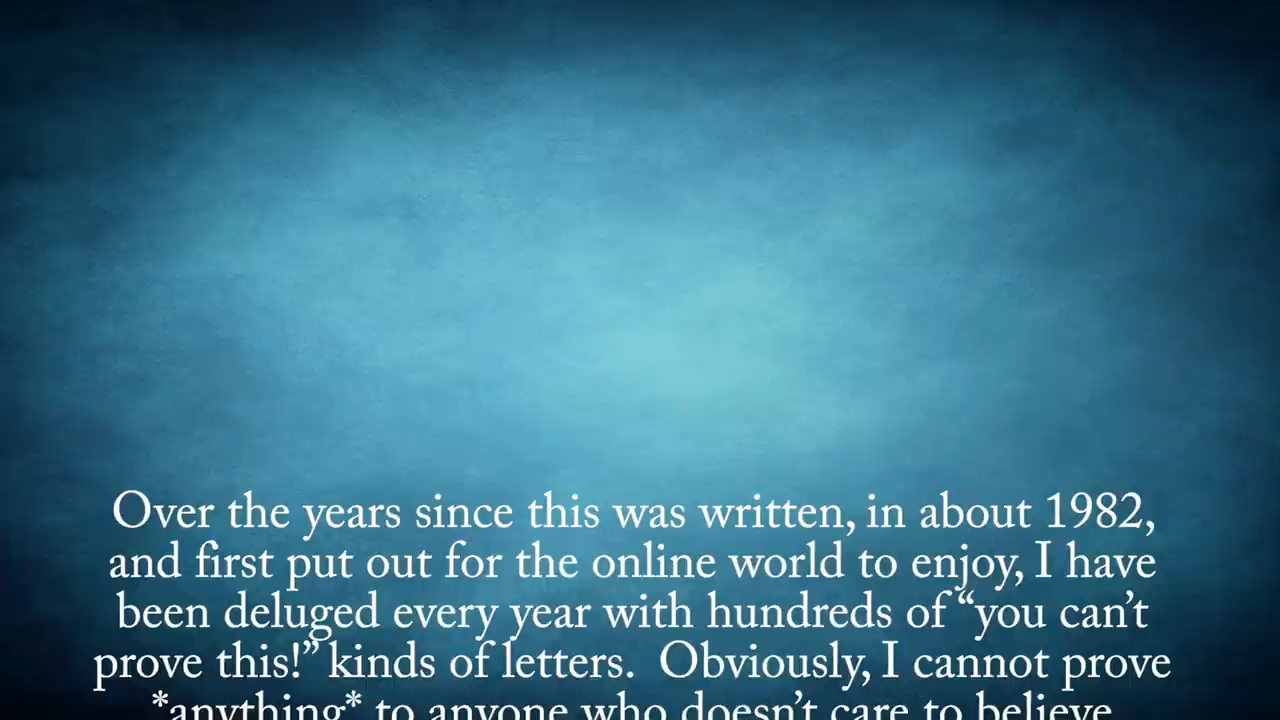 Over the years since this was written, in about 1982,
and first put out for the online world to enjoy, I have
been deluged every year with hundreds of “you can’t
prove this!” kinds of letters.  Obviously, I cannot prove
*anything* to anyone who doesn’t care to believe